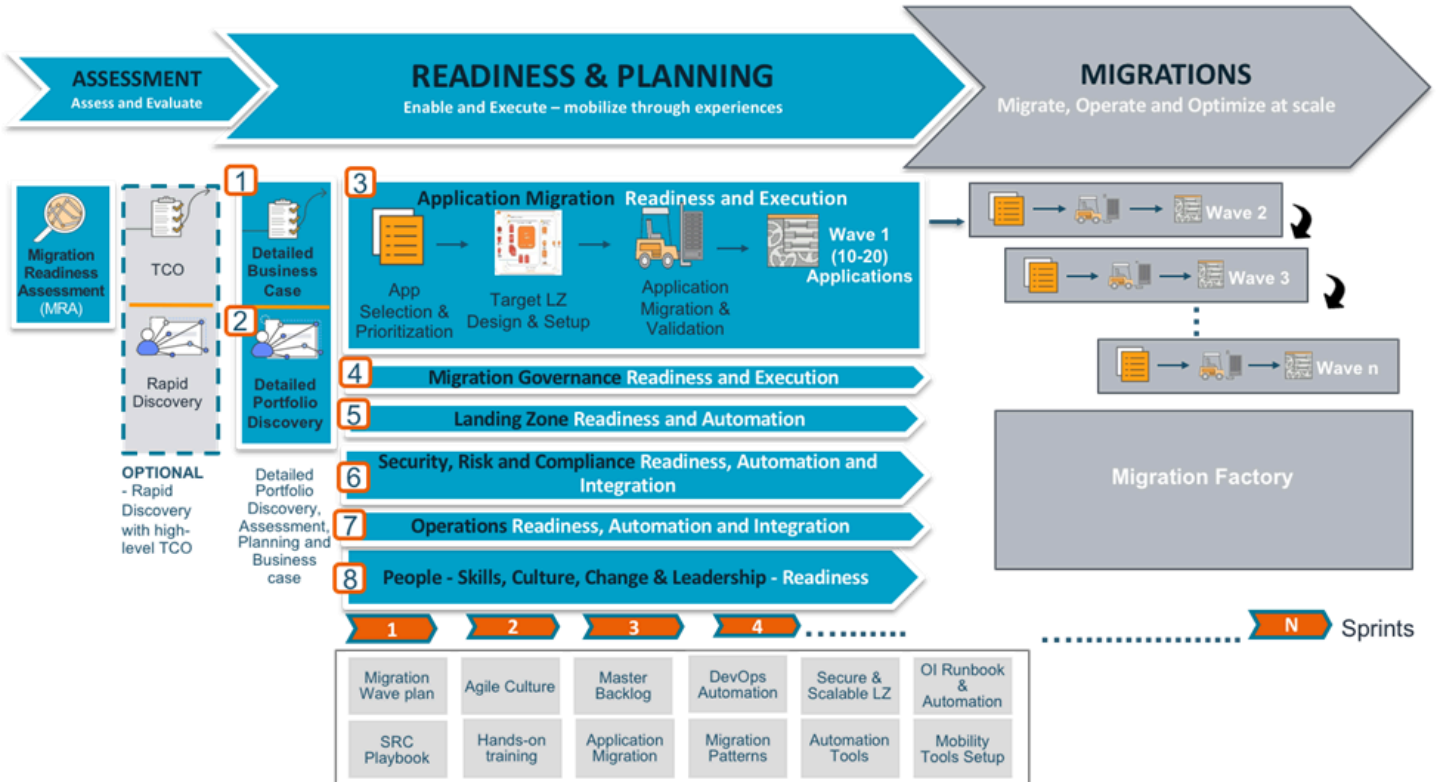 ASSESSMENT
Assess and Evaluate
READINESS & PLANNING
Enable and Execute – mobilize through experiences
MIGRATIONS
Migrate, Operate and Optimize at scale
Migration
Readiness
Assessment
(MRA)
TCO
Rapid
Discovery
OPTIONAL
- Rapid
Discovery
with high-
level TCO
1
Detailed
Business
Case
2
Detailed
Portfolio
Discovery
Detailed
Portfolio
Discovery,
Assessment,
Planning and
Business
case
3
Application Migration Readiness and Execution
App
Selection &
Prioritization
Target LZ
Design & Setup
Application
Migration &
Validation
Wave 1
(10-20)
Applications
4
Migration Governance Readiness and Execution
5
Landing Zone Readiness and Automation
6
Security, Risk and Compliance Readiness, Automation and
Integration
7
Operations Readiness, Automation and Integration
8
People - Skills, Culture, Change & Leadership - Readiness
Wave 2
Wave 3
Wave n
Migration Factory
1
2
3
4
N
Sprints
Migration
Wave plan
Agile Culture
Master
Backlog
DevOps
Automation
Secure &
Scalable LZ
OI Runbook
&
Automation
SRC
Playbook
Hands-on
training
Application
Migration
Migration
Patterns
Automation
Tools
Mobility
Tools Setup